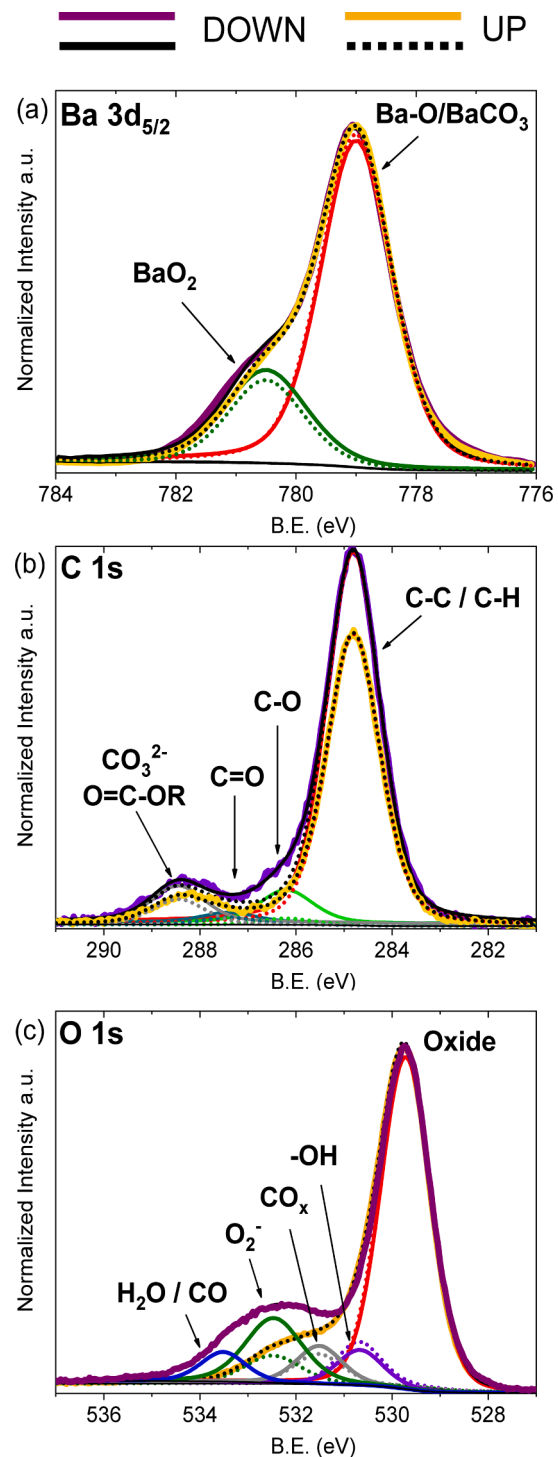 DOWN UP
(a) Ba 3d5/2
Ba-O/BaCO3
BaO2
Normalized Intensity a.u.
784 782 780 778 776
B.E. (eV)
(b) C 1s
C-C / C-H
C-O
CO3^2-
O=C-OR
C=O
Normalized Intensity a.u.
290 288 286 284 282
B.E. (eV)
(c) O 1s
Oxide
-OH
COx
O2^-
H2O / CO
Normalized Intensity a.u.
536 534 532 530 528
B.E. (eV)